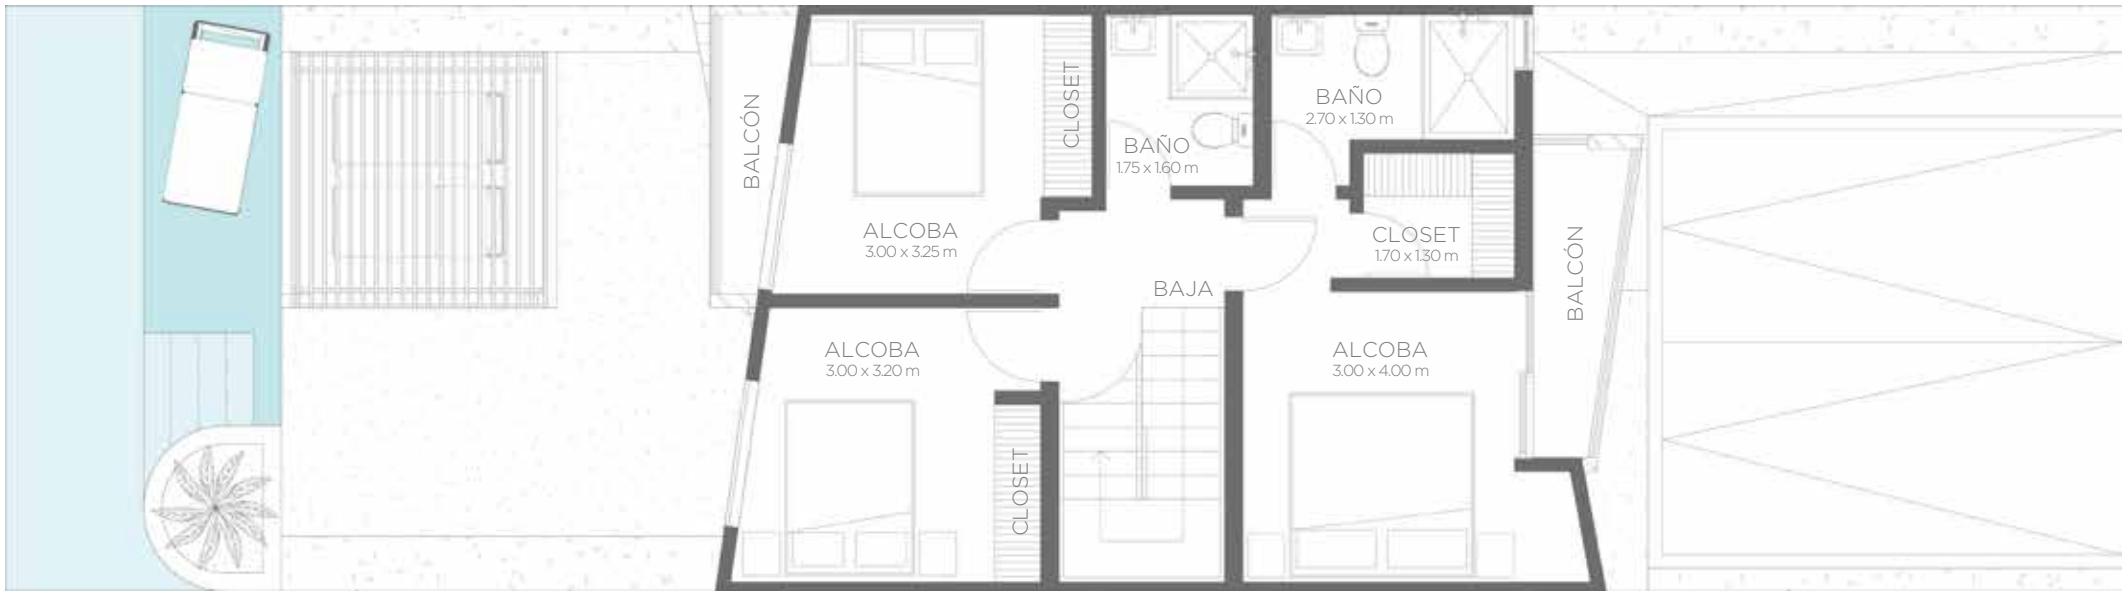 BALCÓN
ALCOBA
3.00 x 3.25 m
CLOSET
BAÑO
1.75 x 1.60 m
BAÑO
2.70 x 1.30 m
CLOSET
1.70 x 1.30 m
BALCÓN
BAJA
ALCOBA
3.00 x 3.20 m
CLOSET
ALCOBA
3.00 x 4.00 m